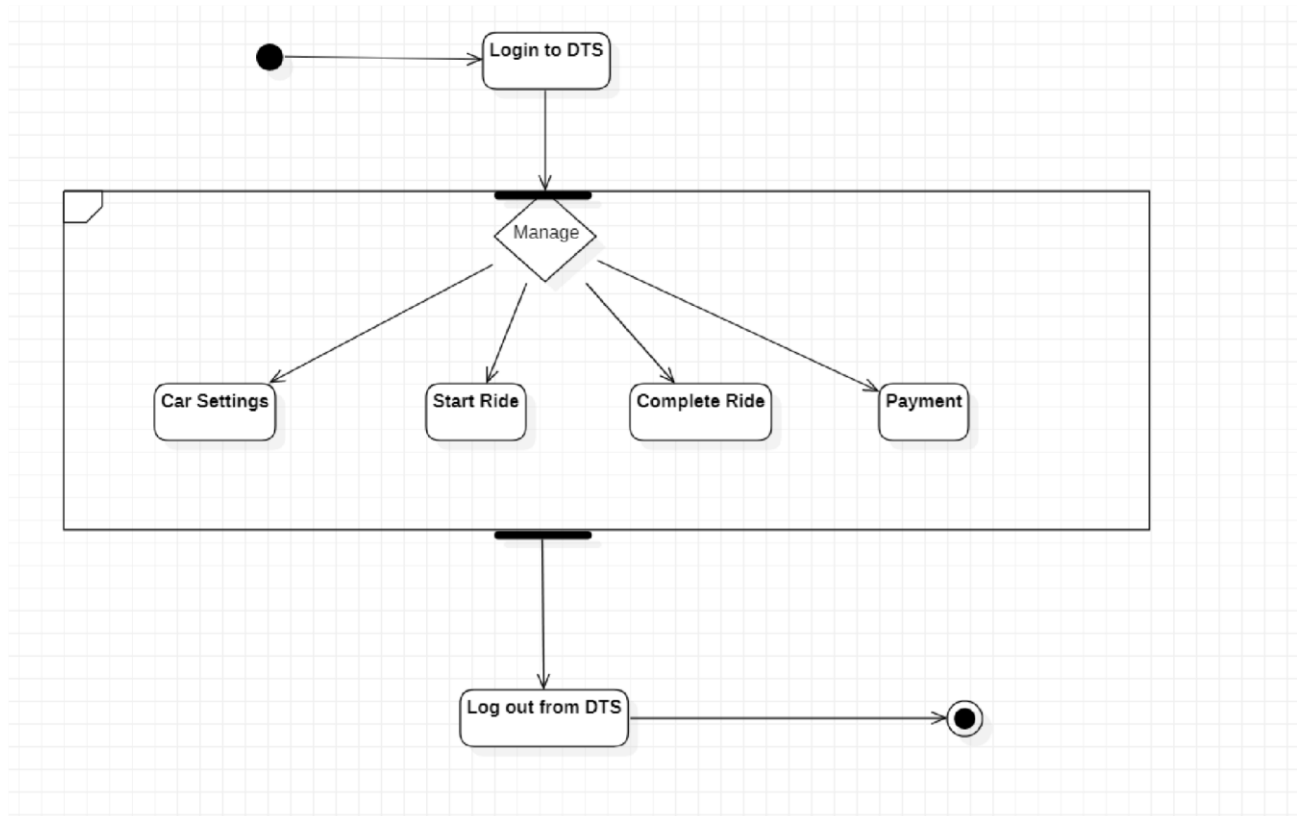 Login to DTS
Manage
Car Settings
Start Ride
Complete Ride
Payment
Log out from DTS